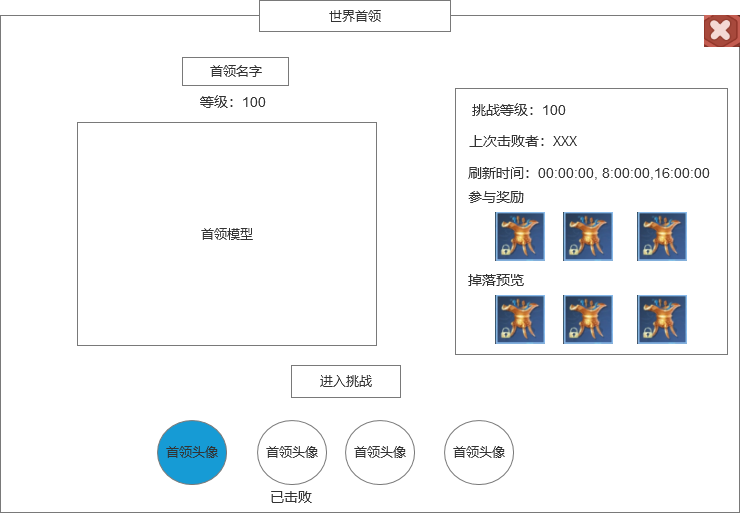 世界首领
首领名字
等级：100
首领模型
挑战等级：100
上次击败者：XXX
刷新时间：00:00:00, 8:00:00,16:00:00
参与奖励
掉落预览
进入挑战
首领头像
首领头像
首领头像
首领头像
已击败